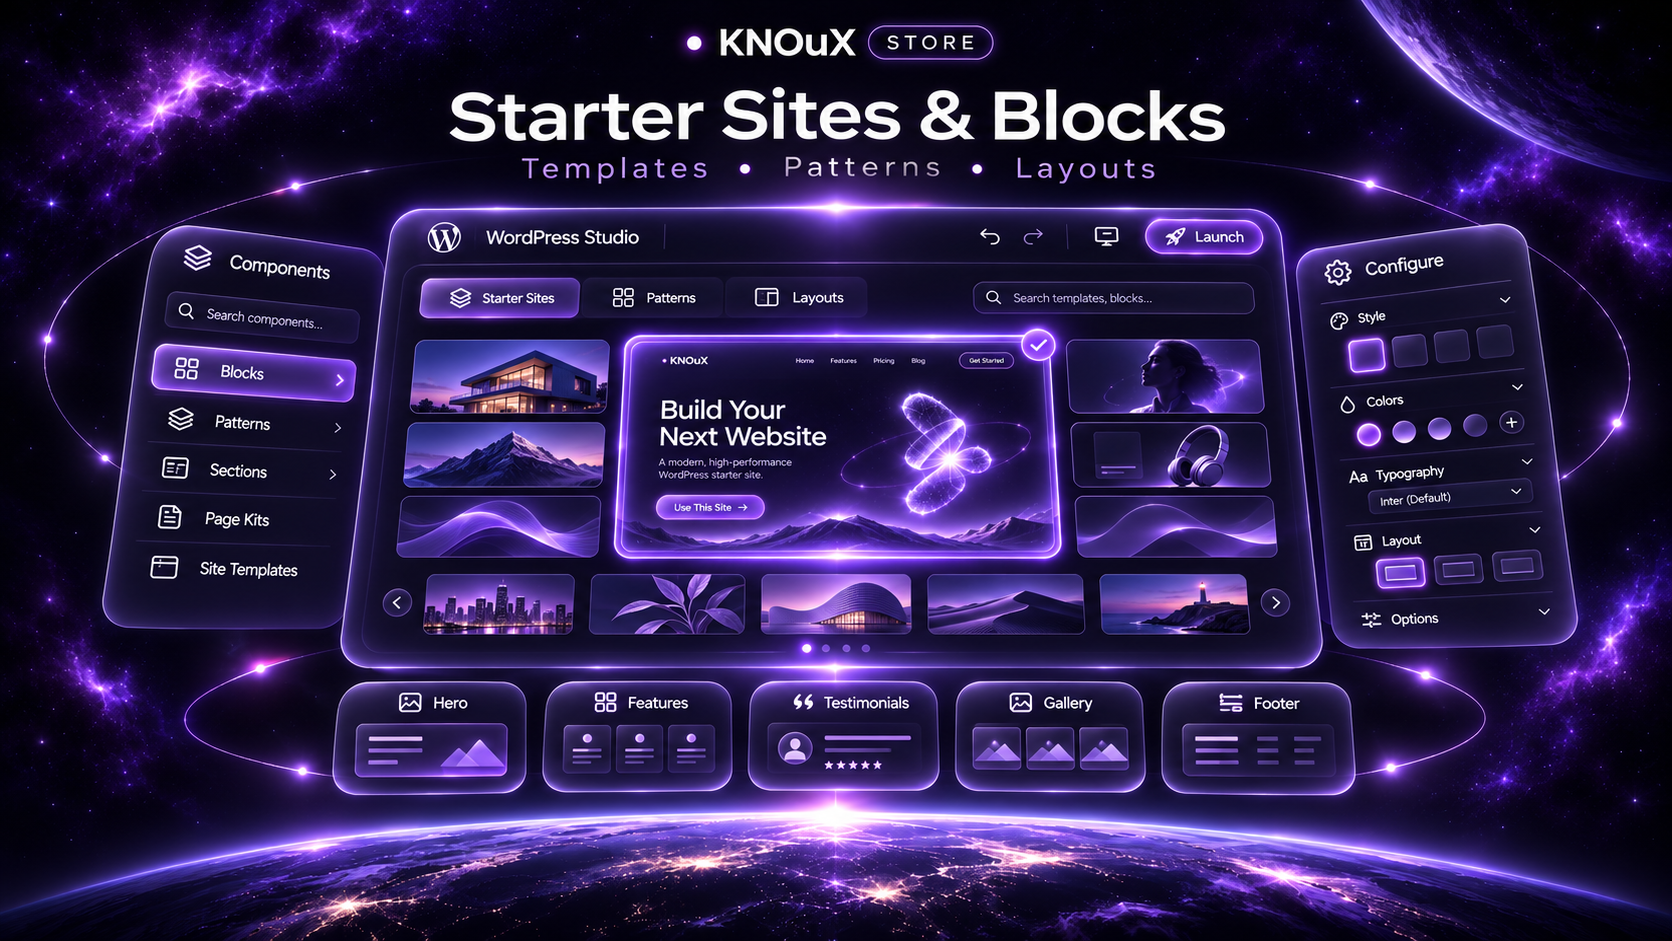 KNOuX STORE
Starter Sites & Blocks
Templates • Patterns • Layouts
Components
Search components...
Blocks
Patterns
Sections
Page Kits
Site Templates
WordPress Studio
Launch
Starter Sites
Patterns
Layouts
Search templates, blocks...
KNOuX
Home Features Pricing Blog
Get Started
Build Your
Next Website
A modern, high-performance
WordPress starter site.
Use This Site →
Configure
Style
Colors
Aa Typography
Inter (Default)
Layout
Options
Hero
Features
Testimonials
Gallery
Footer